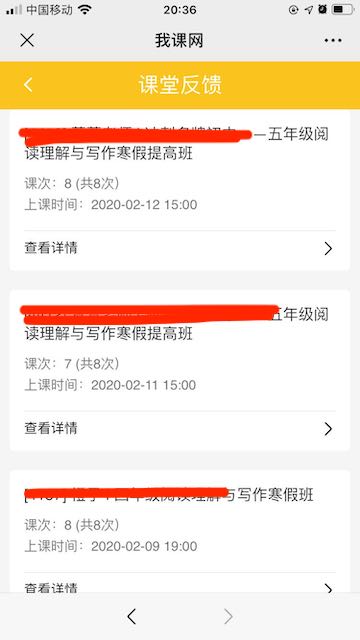 中国移动
20:36
我课网
课堂反馈
—五年级阅
读理解与写作寒假提高班
课次：8 (共8次)
上课时间：2020-02-12 15:00
查看详情
五年级阅
读理解与写作寒假提高班
课次：7 (共8次)
上课时间：2020-02-11 15:00
查看详情
与写作寒假班
课次：8 (共8次)
上课时间：2020-02-09 19:00
查看详情